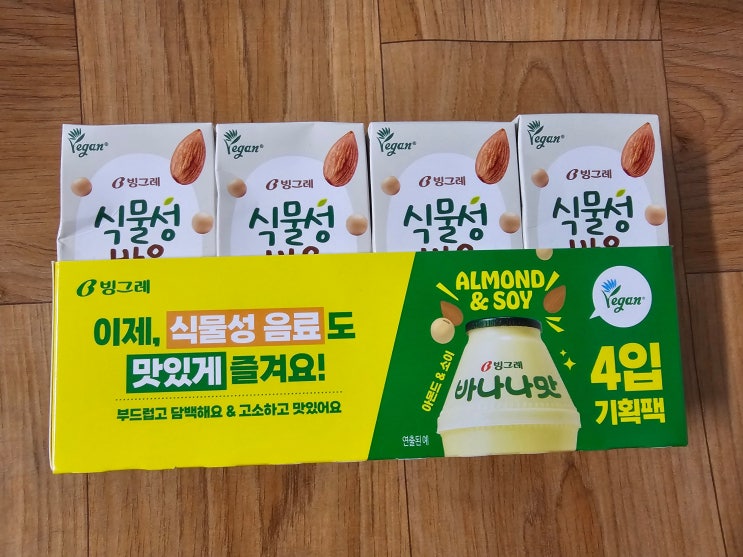 Vegan®
빙그레
식물성
Vegan®
빙그레
식물성
Vegan®
빙그레
식물성
Vegan®
빙그레
식물성
빙그레
이제, 식물성 음료도
맛있게 즐겨요!
부드럽고 담백해요 & 고소하고 맛있어요
ALMOND
& SOY
아몬드 & 소이
빙그레
바나나맛
연출된 예
Vegan®
4입
기획팩